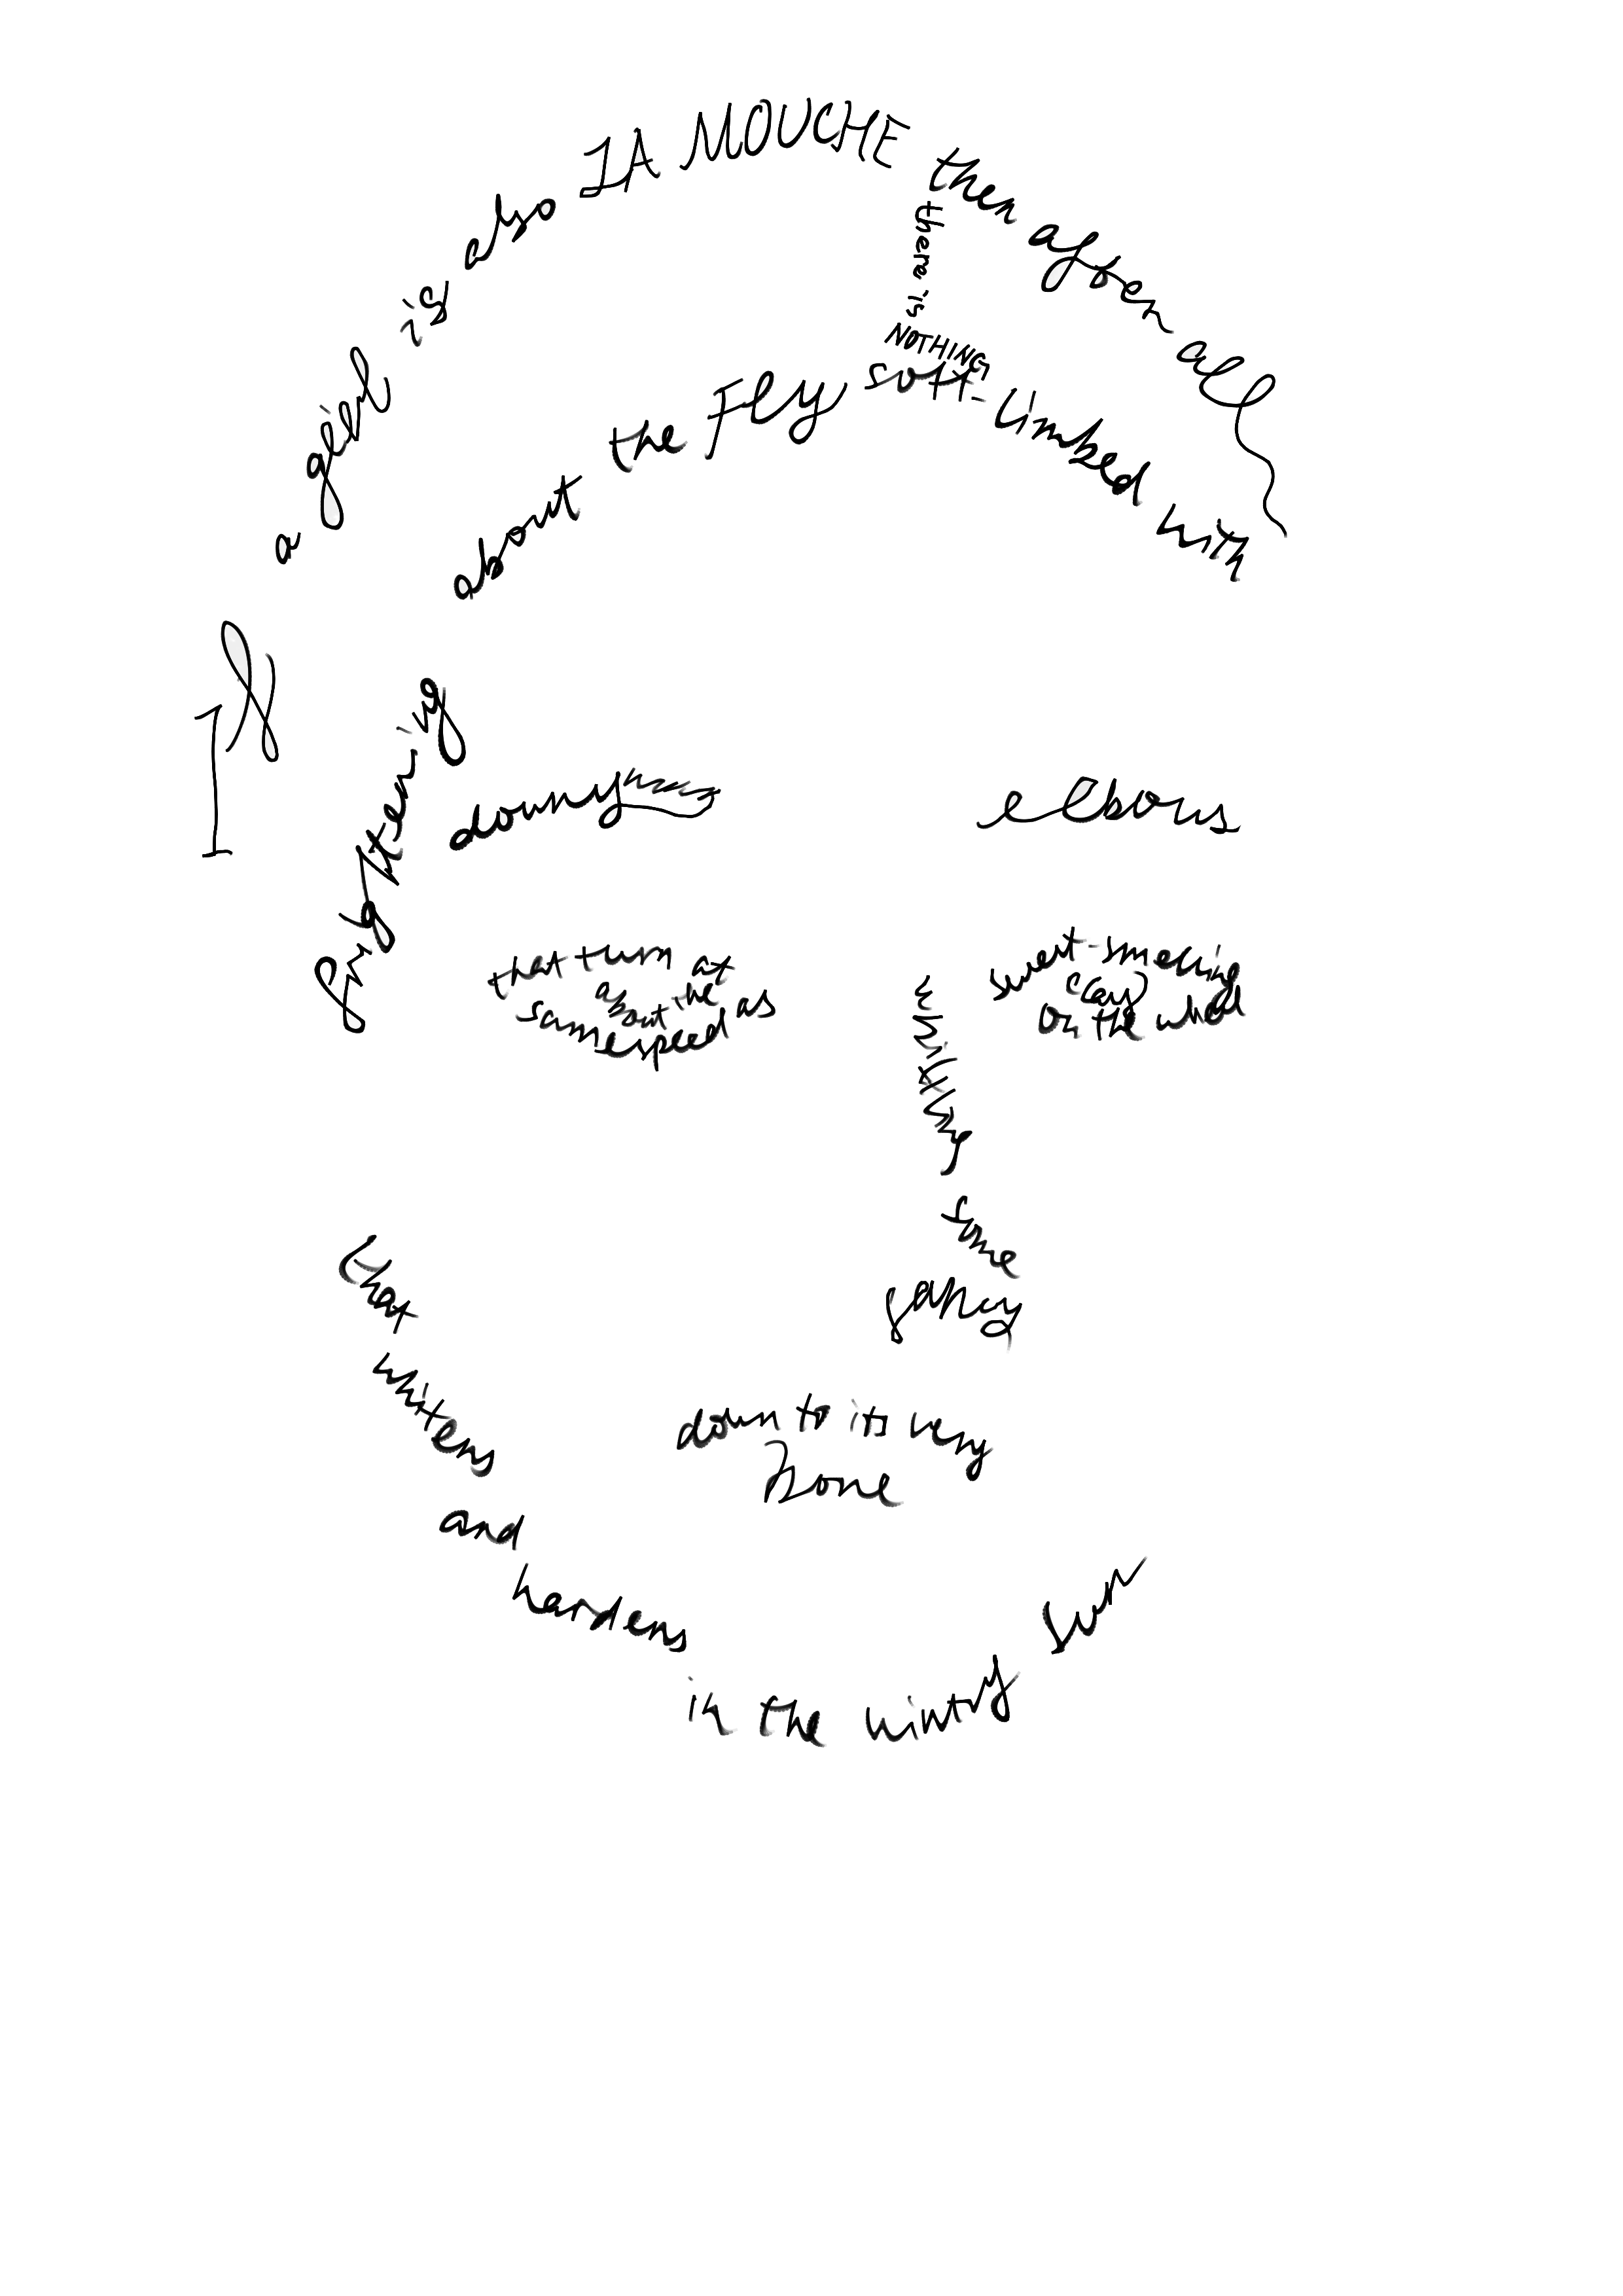 If a girl is also LA MOUCHE then after all
there is
NOTHING
frightening about the Fly soft-limbed with
downy
elbows
that turn at
about the
same speed as
sweet-smelling
clay
on the wheel
whittling
some
fancy
down to its very
bone
that
whitens
and
hardens
in the wintry sun